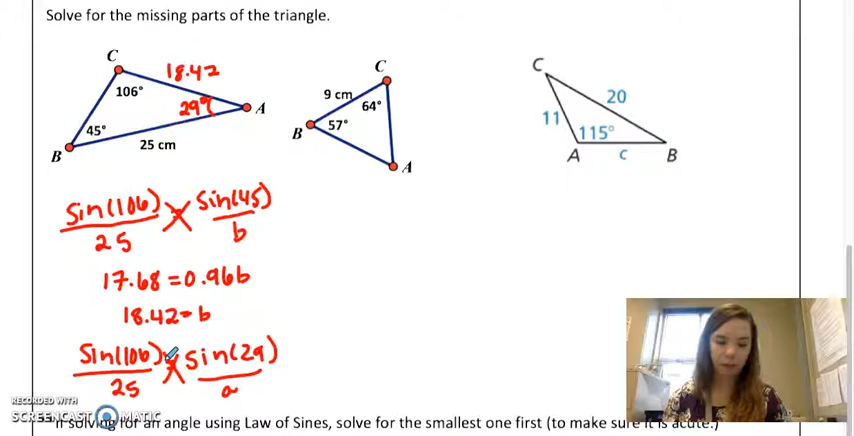 Solve for the missing parts of the triangle.
C
18.42
106°
29°
A
45°
25 cm
B
C
9 cm
64°
B
57°
A
C
20
11
115°
A
c
B
Sin(106) Sin(45)
25 b
17.68 = 0.96b
18.42 = b
Sin(106) Sin(29)
25 a
RECORDED WITH
SCREENCAST MATIC
solving for an angle using Law of Sines, solve for the smallest one first (to make sure it is acute.)